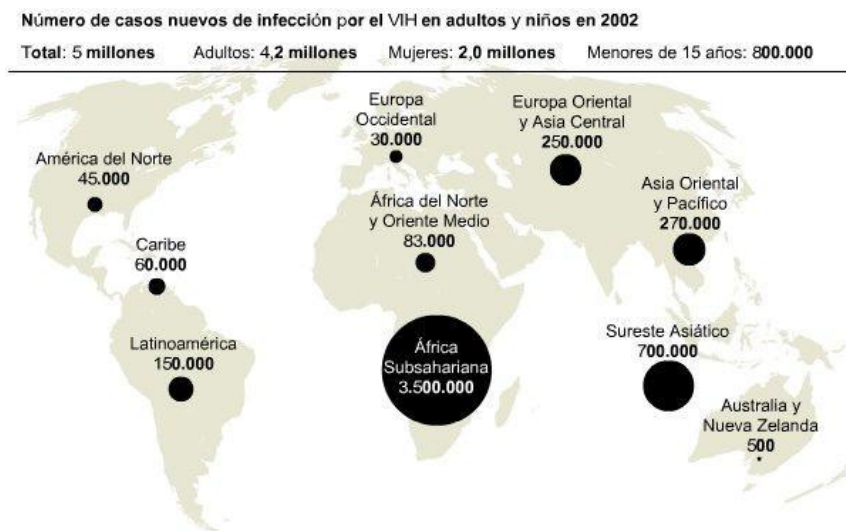 Número de casos nuevos de infección por el VIH en adultos y niños en 2002
Total: 5 millones Adultos: 4,2 millones Mujeres: 2,0 millones Menores de 15 años: 800.000
Europa
Occidental
30.000
Europa Oriental
y Asia Central
250.000
América del Norte
45.000
Asia Oriental
y Pacífico
270.000
África del Norte
y Oriente Medio
83.000
Caribe
60.000
Latinoamérica
150.000
África
Subsahariana
3.500.000
Sureste Asiático
700.000
Australia y
Nueva Zelanda
500